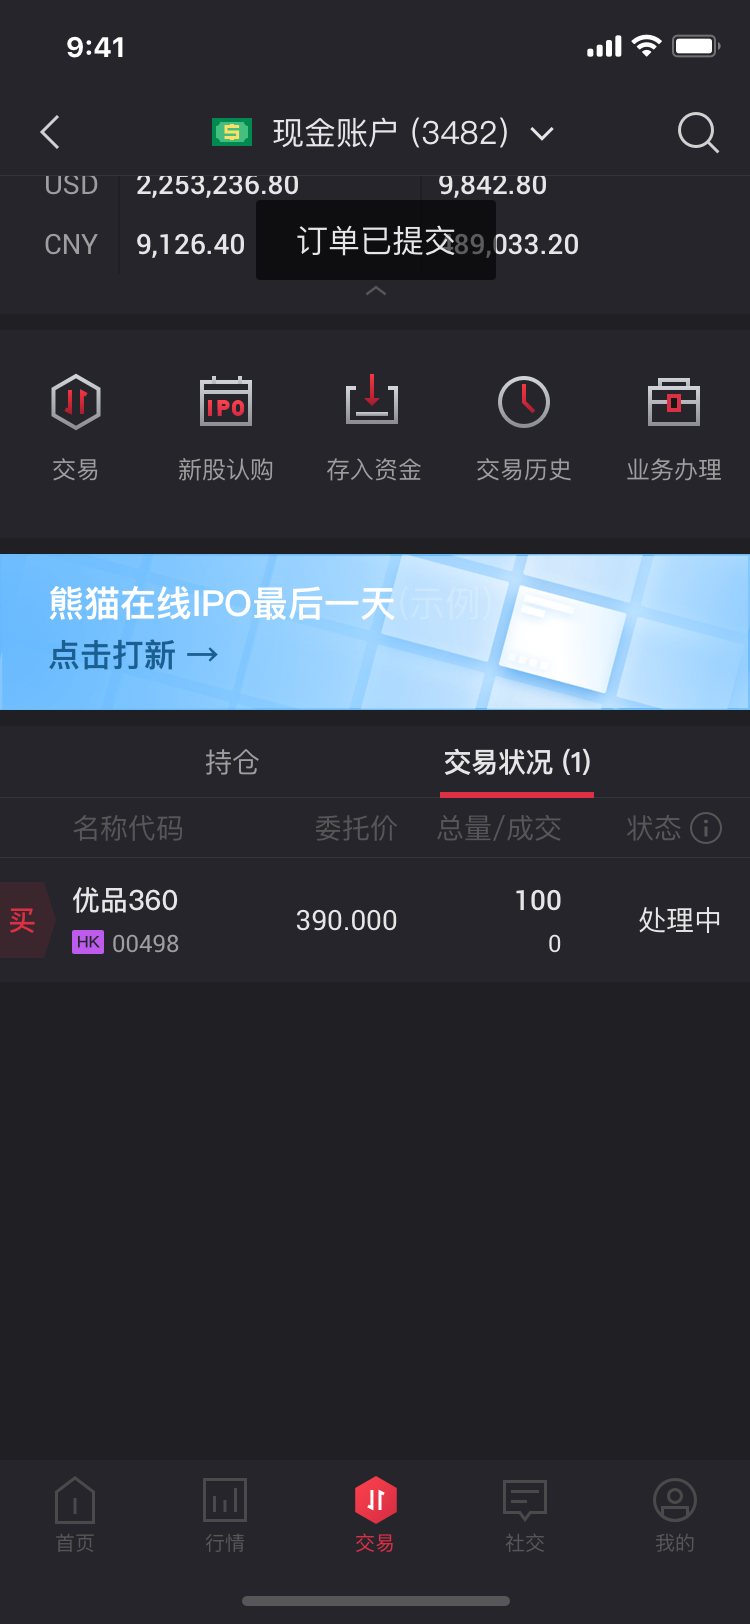 9:41
现金账户 (3482)
USD 2,253,236.80 9,842.80
CNY 9,126.40 489,033.20
订单已提交
IPO
交易 新股认购 存入资金 交易历史 业务办理
熊猫在线IPO最后一天(示例)
点击打新 →
持仓 交易状况 (1)
名称代码 委托价 总量/成交 状态
买 优品360 390.000 100 处理中
HK 00498 0
首页 行情 交易 社交 我的